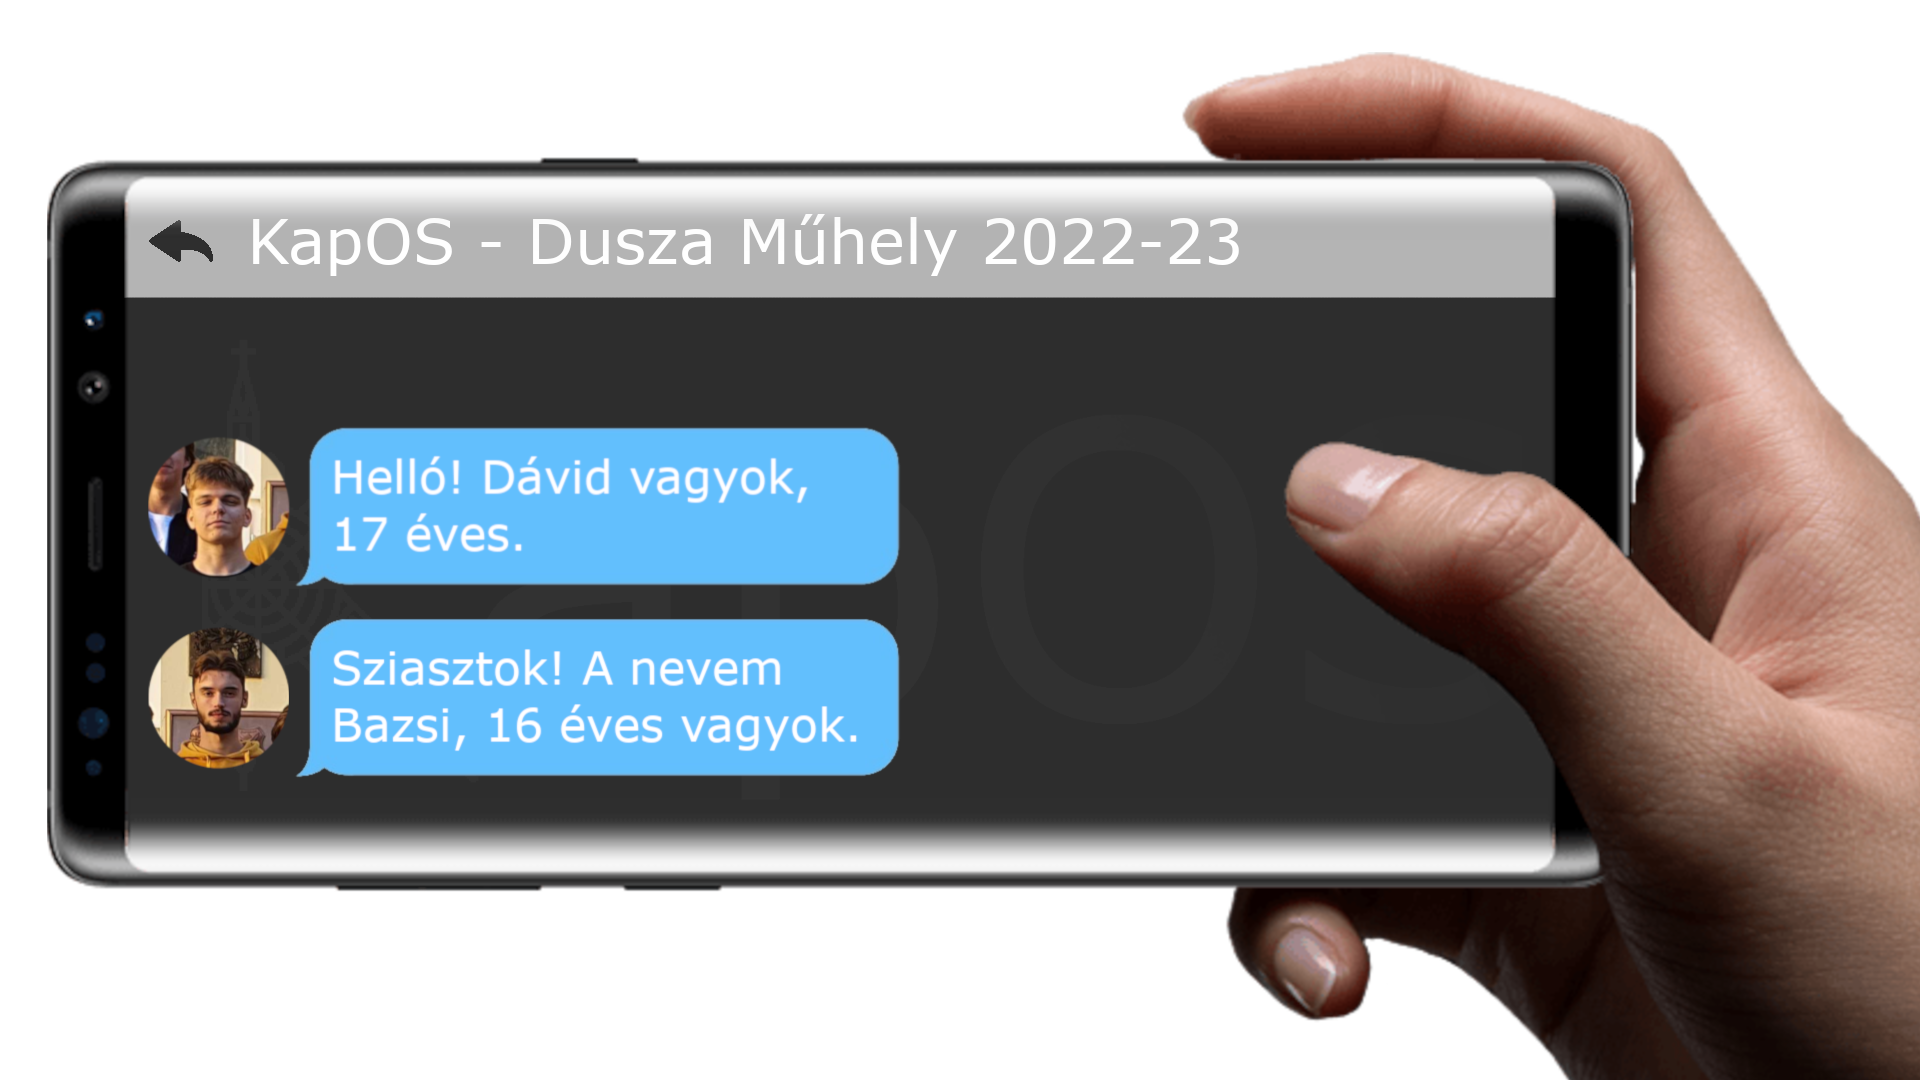 KapOS - Dusza Műhely 2022-23
Helló! Dávid vagyok,
17 éves.
Sziasztok! A nevem
Bazsi, 16 éves vagyok.